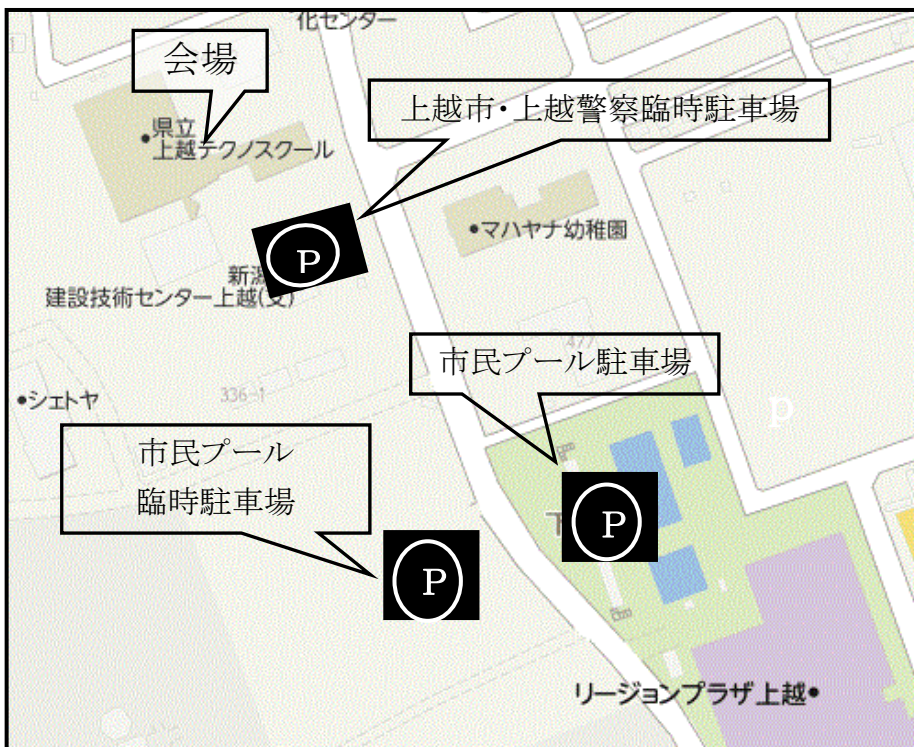 化センター
会場
上越市・上越警察臨時駐車場
県立
上越テクノスクール
マハヤナ幼稚園
P
新潟
建設技術センター上越(支)
市民プール駐車場
477
シェトヤ
336-1
p
市民プール
臨時駐車場
下
P
P
リージョンプラザ上越